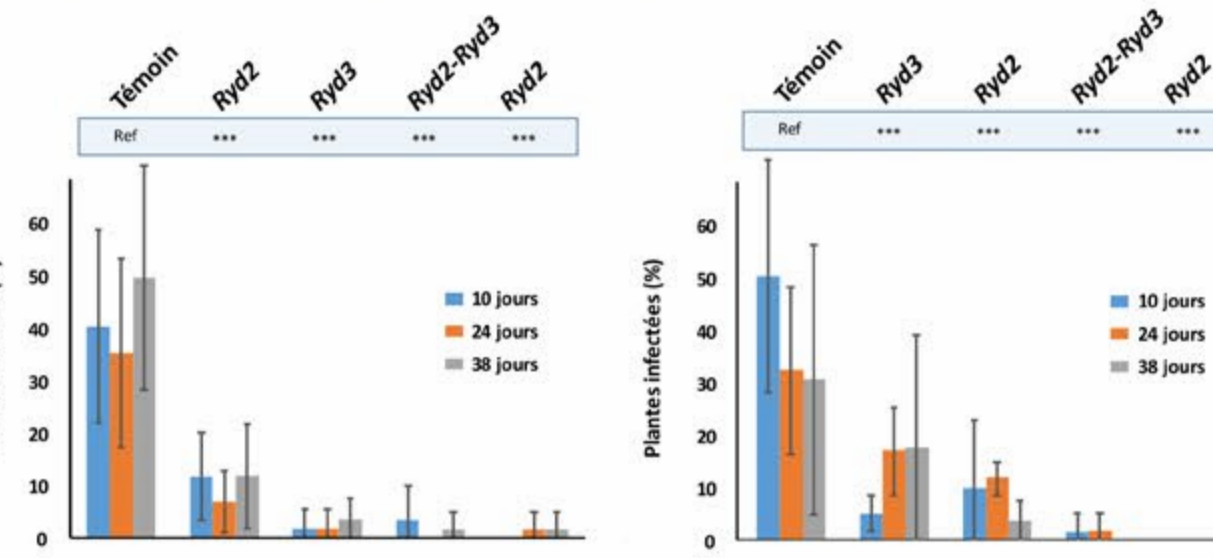 Témoin Ryd2 Ryd3 Ryd2-Ryd3 Ryd2
Ref *** *** *** ***
60
50
40
30
20
10
0
10 jours
24 jours
38 jours
Témoin Ryd3 Ryd2 Ryd2-Ryd3 Ryd2
Ref *** *** *** ***
Plantes infectées (%)
60
50
40
30
20
10
0
10 jours
24 jours
38 jours